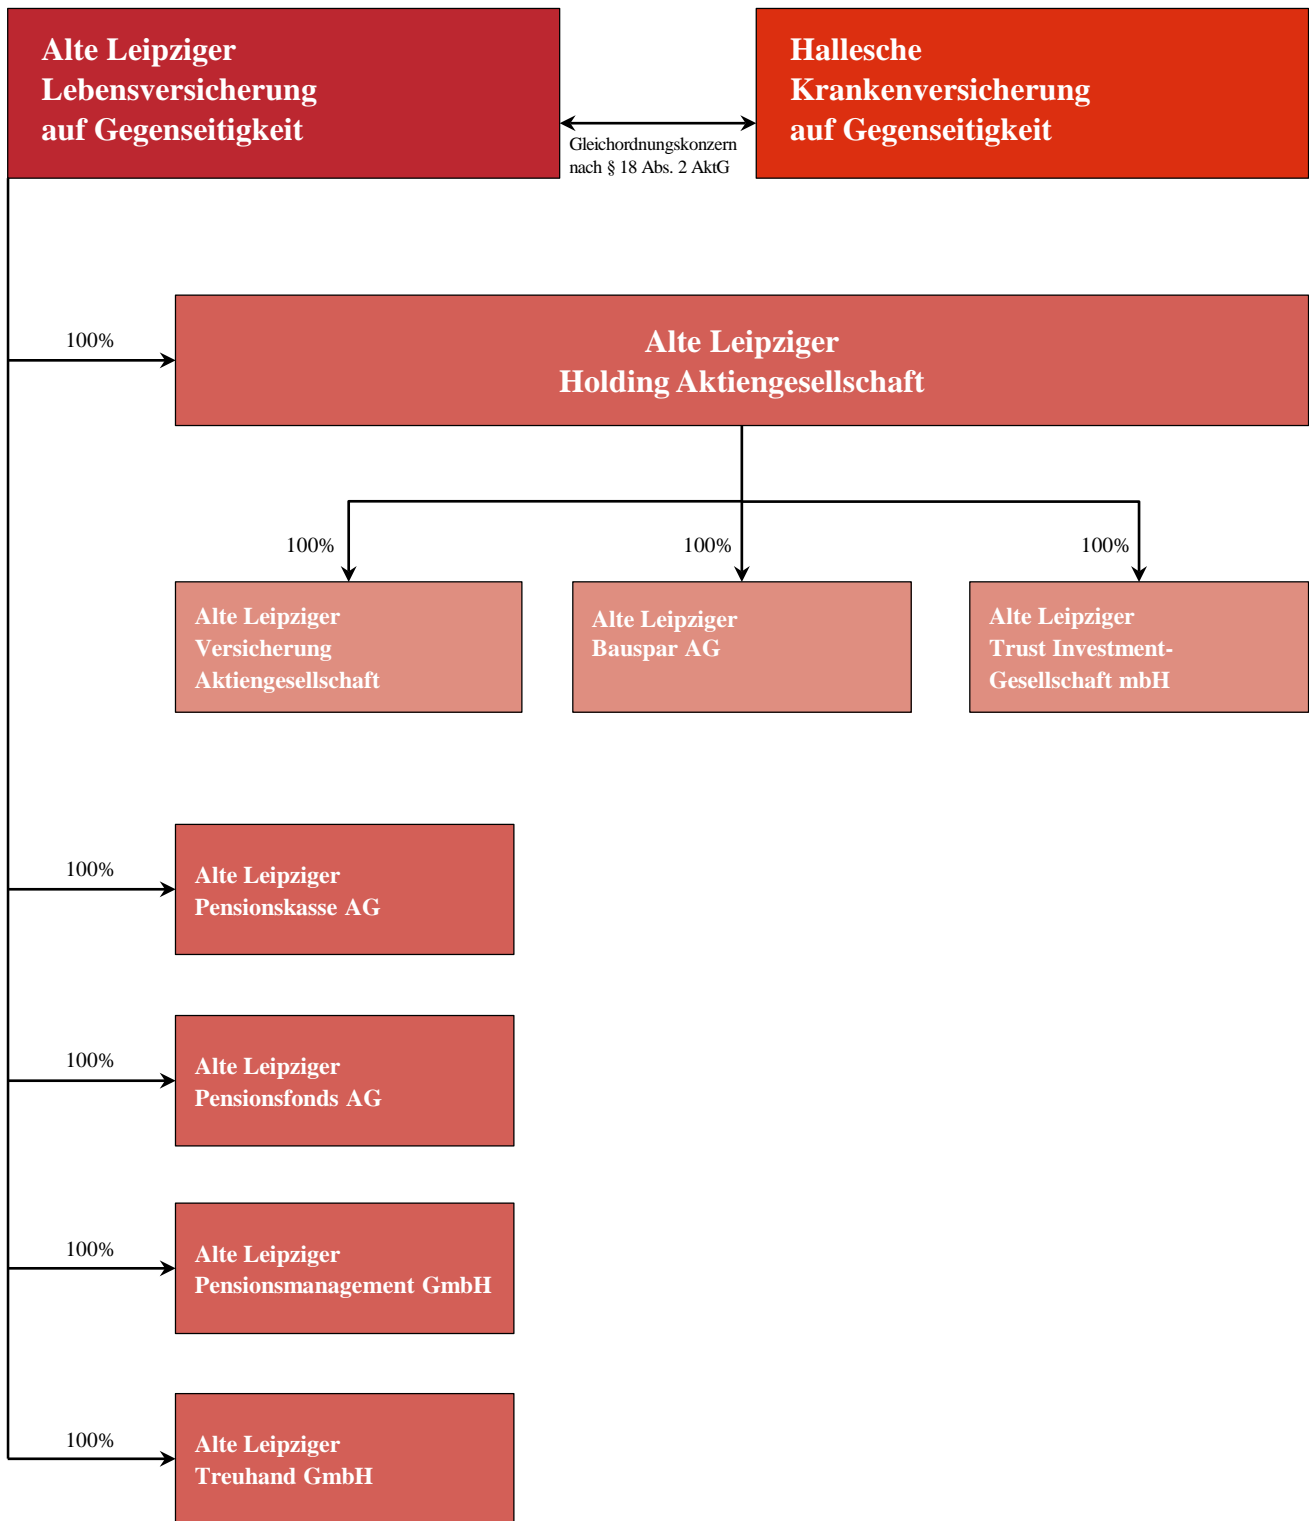 Alte Leipziger
Lebensversicherung
auf Gegenseitigkeit
Hallesche
Krankenversicherung
auf Gegenseitigkeit
Gleichordnungskonzern
nach § 18 Abs. 2 AktG
100%
Alte Leipziger
Holding Aktiengesellschaft
100%
100%
100%
Alte Leipziger
Versicherung
Aktiengesellschaft
Alte Leipziger
Bauspar AG
Alte Leipziger
Trust Investment-
Gesellschaft mbH
100%
Alte Leipziger
Pensionskasse AG
100%
Alte Leipziger
Pensionsfonds AG
100%
Alte Leipziger
Pensionsmanagement GmbH
100%
Alte Leipziger
Treuhand GmbH